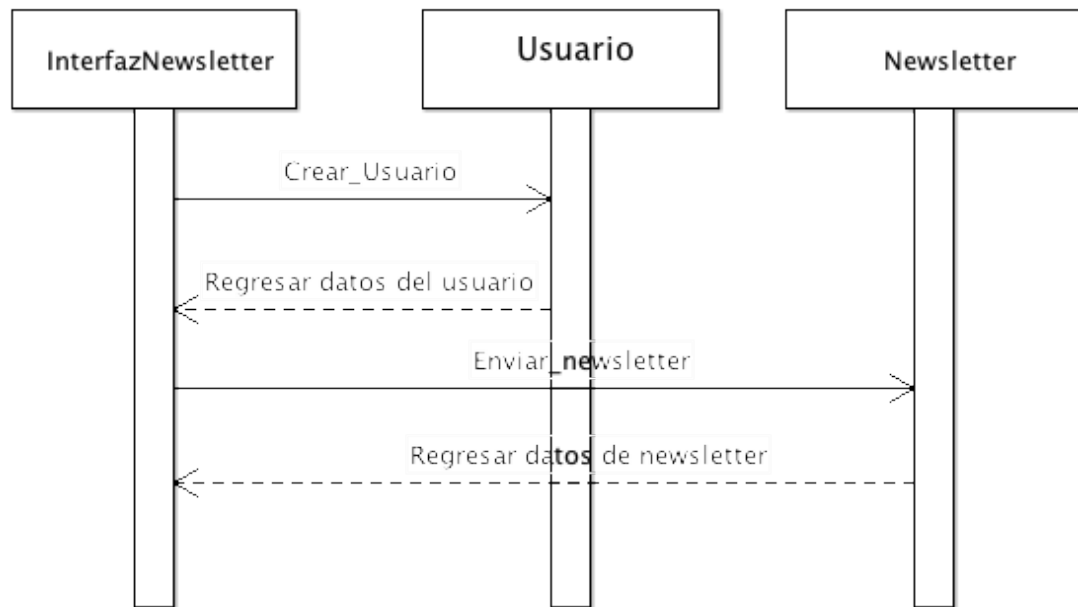 InterfazNewsletter
Usuario
Newsletter
Crear_Usuario
Regresar datos del usuario
Enviar_newsletter
Regresar datos de newsletter